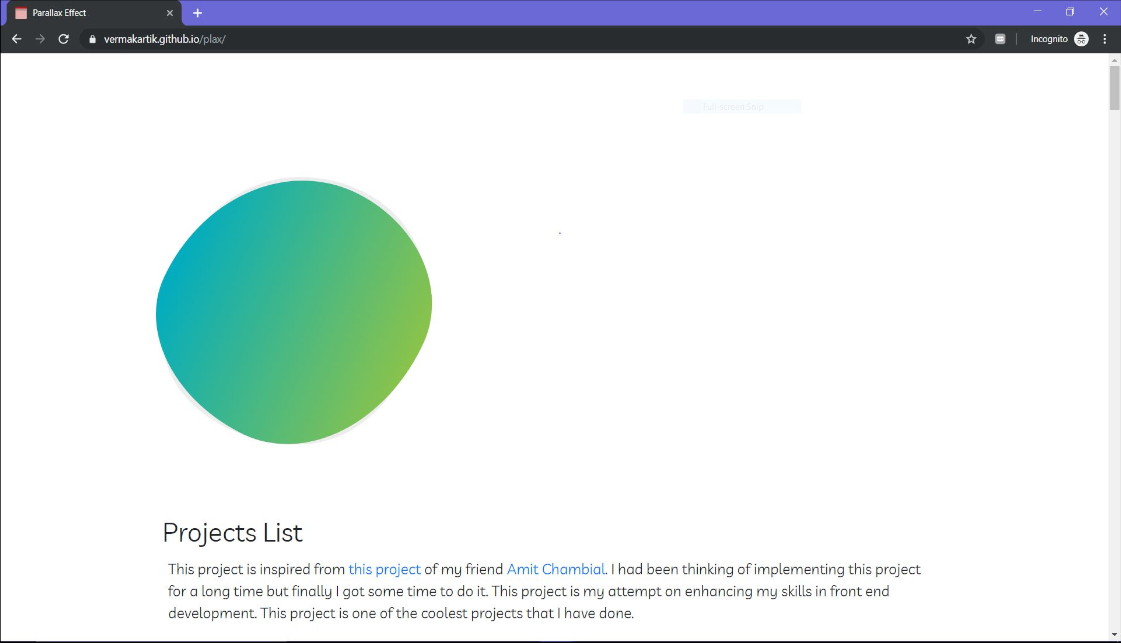 Parallax Effect
vermakartik.github.io/plax/
Incognito
Projects List
This project is inspired from this project of my friend Amit Chambial. I had been thinking of implementing this project
for a long time but finally I got some time to do it. This project is my attempt on enhancing my skills in front end
development. This project is one of the coolest projects that I have done.